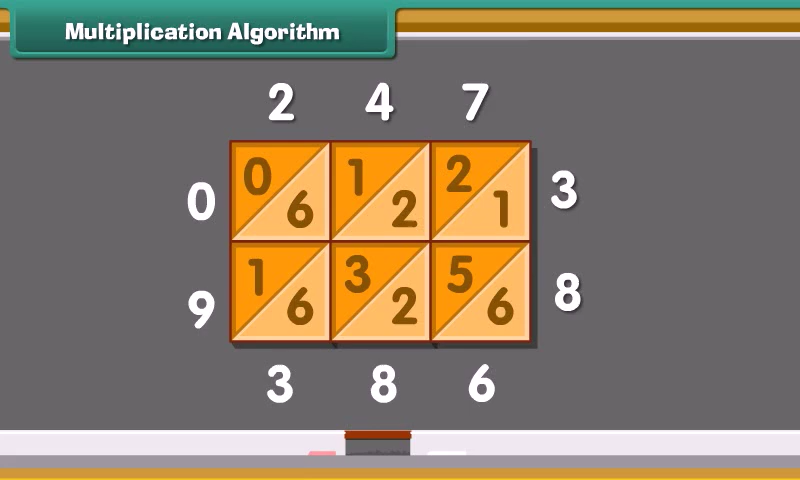 Multiplication Algorithm
2 4 7
0 0 6 1 2 2 1 3
9 1 6 3 2 5 6 8
3 8 6